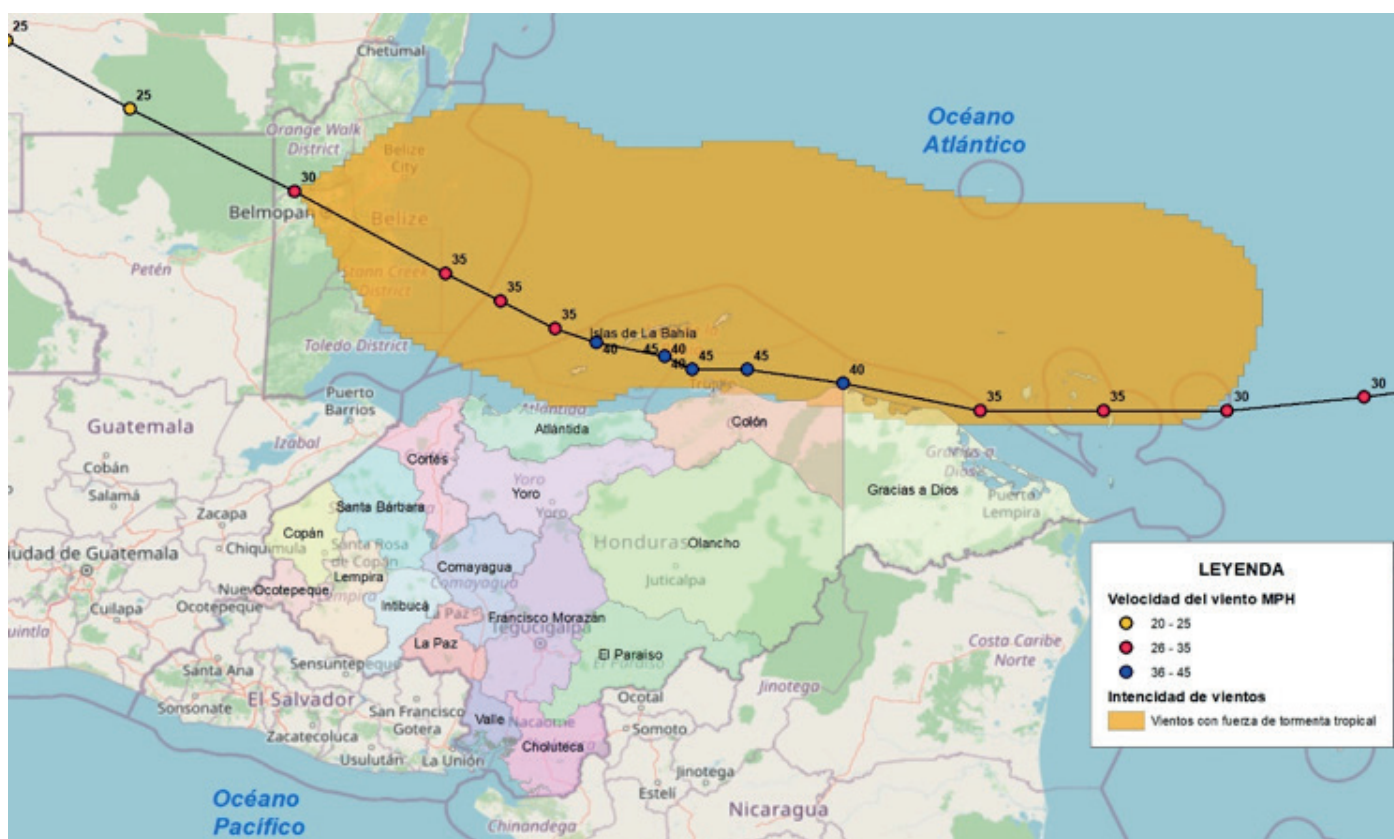 25
Chetumal
25
Océano
Atlántico
Orange Walk
District
Belize
City
30
Belmopan
Belize
Petén
35
Stann Creek
District
35
35
Islas de La Bahía
Toledo District
40
45
40
40
45
45
40
35
35
30
30
Trujillo
Puerto
Barrios
Atlántida
Atlántida
Colón
Guatemala
Izabal
Cortés
Cobán
Salamá
Yoro
Yoro
Yoro
Gracias a
Dios
Gracias a Dios
Puerto
Lempira
Santa Bárbara
Zacapa
Copán
Chiquimula
Santa Rosa
de Copán
Honduras
Olancho
Ciudad de Guatemala
Lempira
Comayagua
Comayagua
Juticalpa
Ocotepeque
Ocotepeque
Lempira
Cuilapa
Intibucá
La Paz
Francisco Morazán
Tegucigalpa
La Paz
El Paraíso
El Paraíso
Santa Ana
Sensuntepeque
El Salvador
Sonsonate
San Francisco
Gotera
Valle
Nacaome
Ocotal
Somoto
Jinotega
Costa Caribe
Norte
Zacatecoluca
Usulután
La Unión
Choluteca
Jinotega
Estelí
Océano
Pacífico
Chinandega
Nicaragua
LEYENDA
Velocidad del viento MPH
20 - 25
26 - 35
36 - 45
Intencidad de vientos
Vientos con fuerza de tormenta tropical